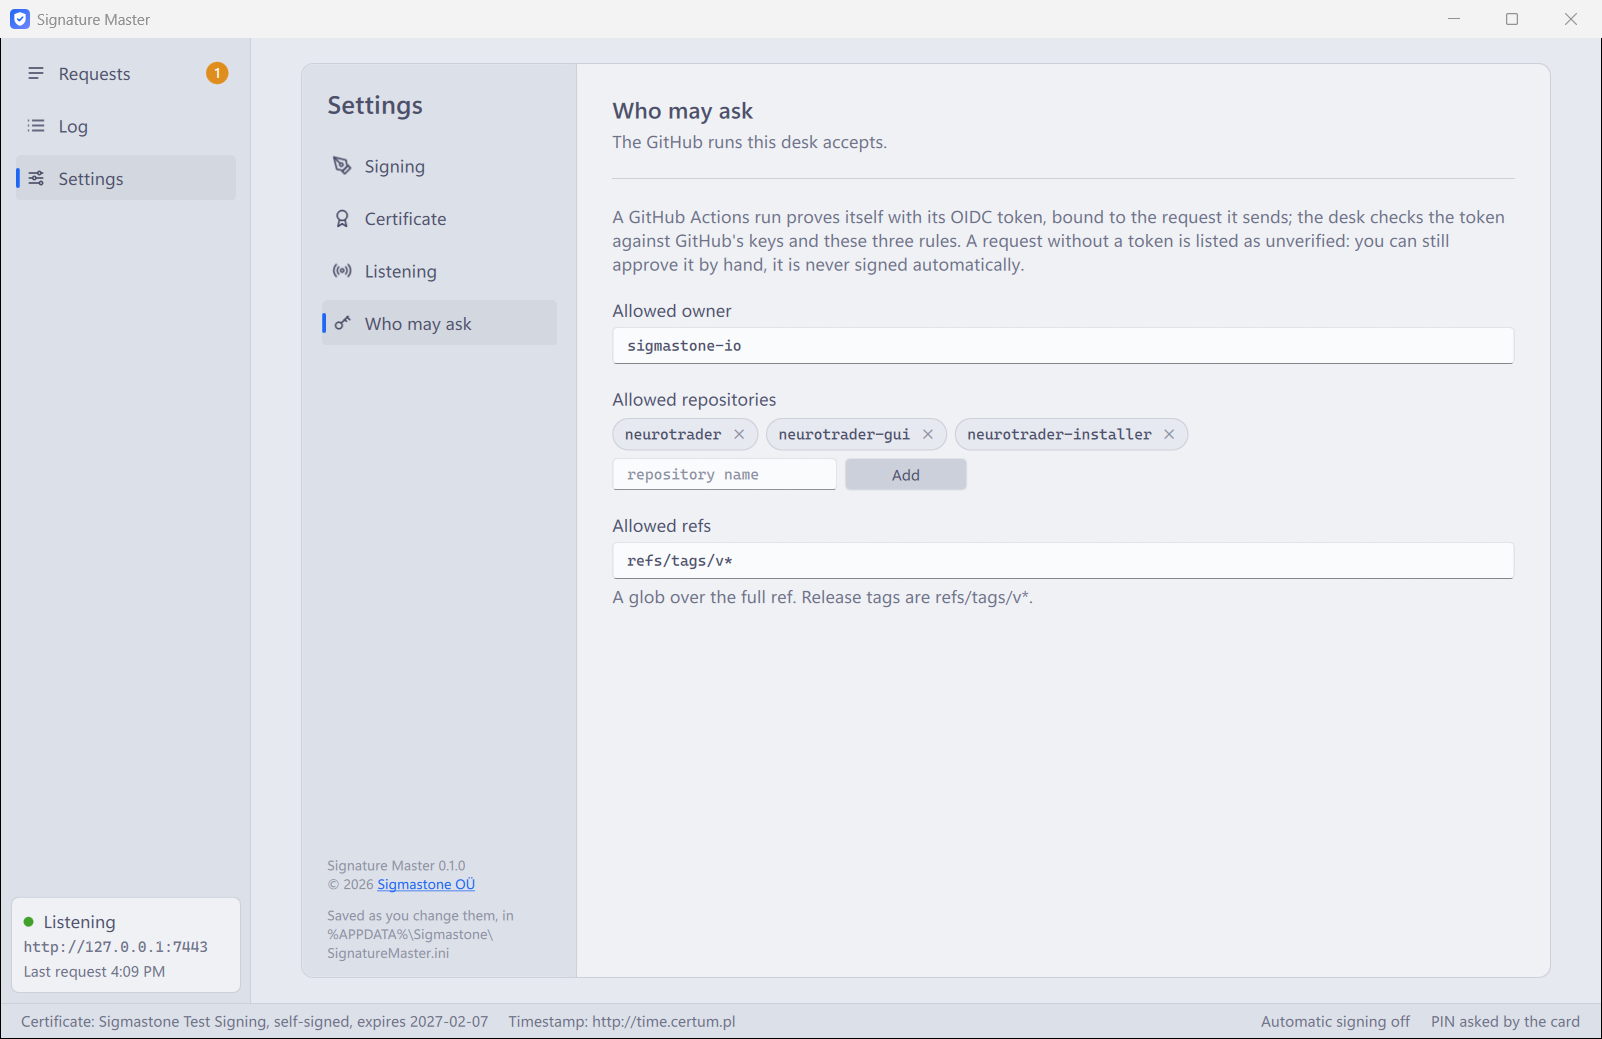 Signature Master
Requests
1
Log
Settings
Listening
http://127.0.0.1:7443
Last request 4:09 PM
Settings
Signing
Certificate
Listening
Who may ask
Signature Master 0.1.0
© 2026 Sigmastone OÜ
Saved as you change them, in
%APPDATA%\Sigmastone\
SignatureMaster.ini
Who may ask
The GitHub runs this desk accepts.
A GitHub Actions run proves itself with its OIDC token, bound to the request it sends; the desk checks the token
against GitHub's keys and these three rules. A request without a token is listed as unverified: you can still
approve it by hand, it is never signed automatically.
Allowed owner
sigmastone-io
Allowed repositories
neurotrader neurotrader-gui neurotrader-installer
repository name Add
Allowed refs
refs/tags/v*
A glob over the full ref. Release tags are refs/tags/v*.
Certificate: Sigmastone Test Signing, self-signed, expires 2027-02-07 Timestamp: http://time.certum.pl Automatic signing off PIN asked by the card